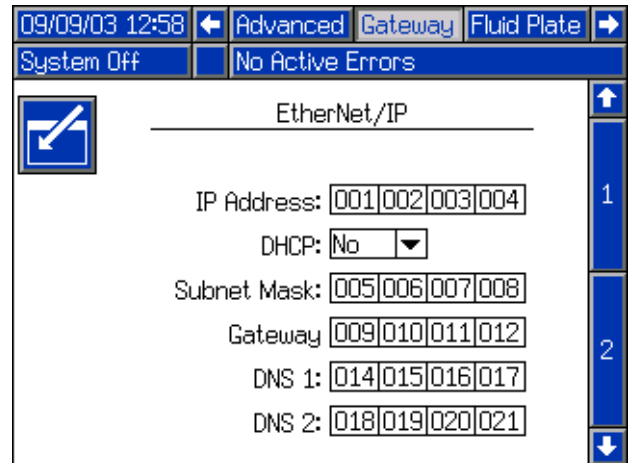 09/09/03 12:58 Advanced Gateway Fluid Plate
System Off No Active Errors
EtherNet/IP
IP Address: 001 002 003 004
1
DHCP: No
Subnet Mask: 005 006 007 008
Gateway 009 010 011 012
2
DNS 1: 014 015 016 017
DNS 2: 018 019 020 021